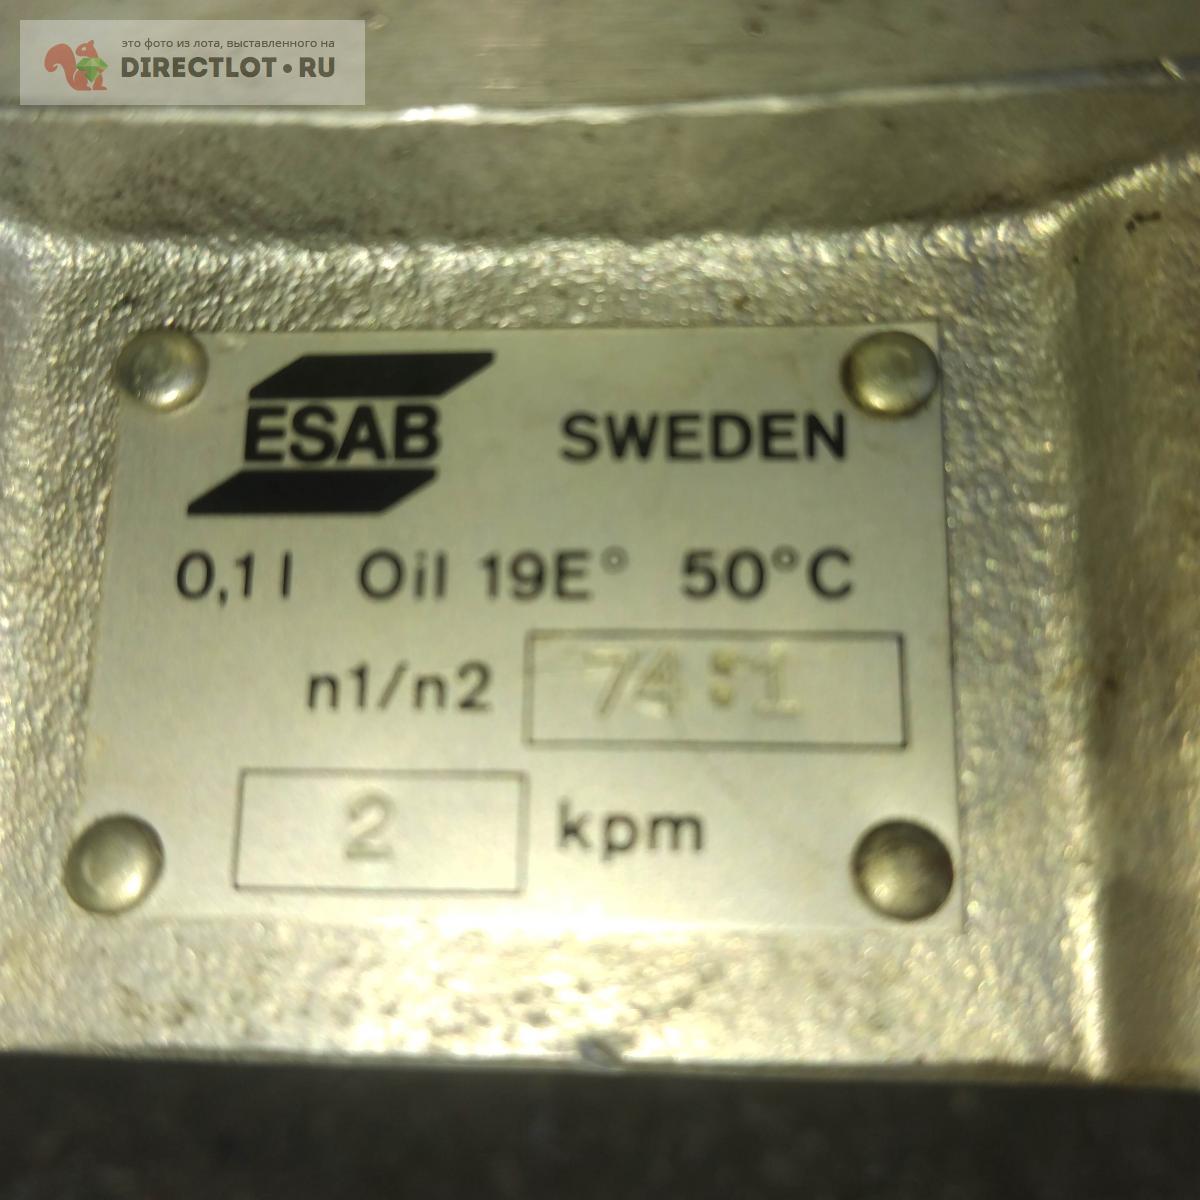 это фото из лота, выставленного на
DIRECTLOT•RU
ESAB SWEDEN
0,1 l Oil 19E° 50°C
n1/n2 74:1
2 kpm